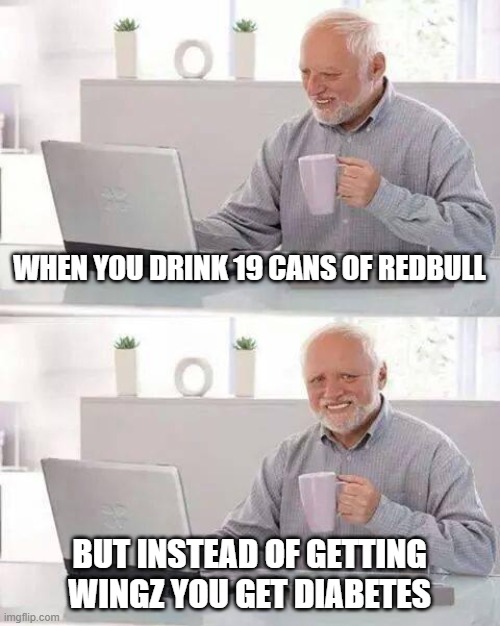 WHEN YOU DRINK 19 CANS OF REDBULL
BUT INSTEAD OF GETTING
WINGZ YOU GET DIABETES
imgflip.com